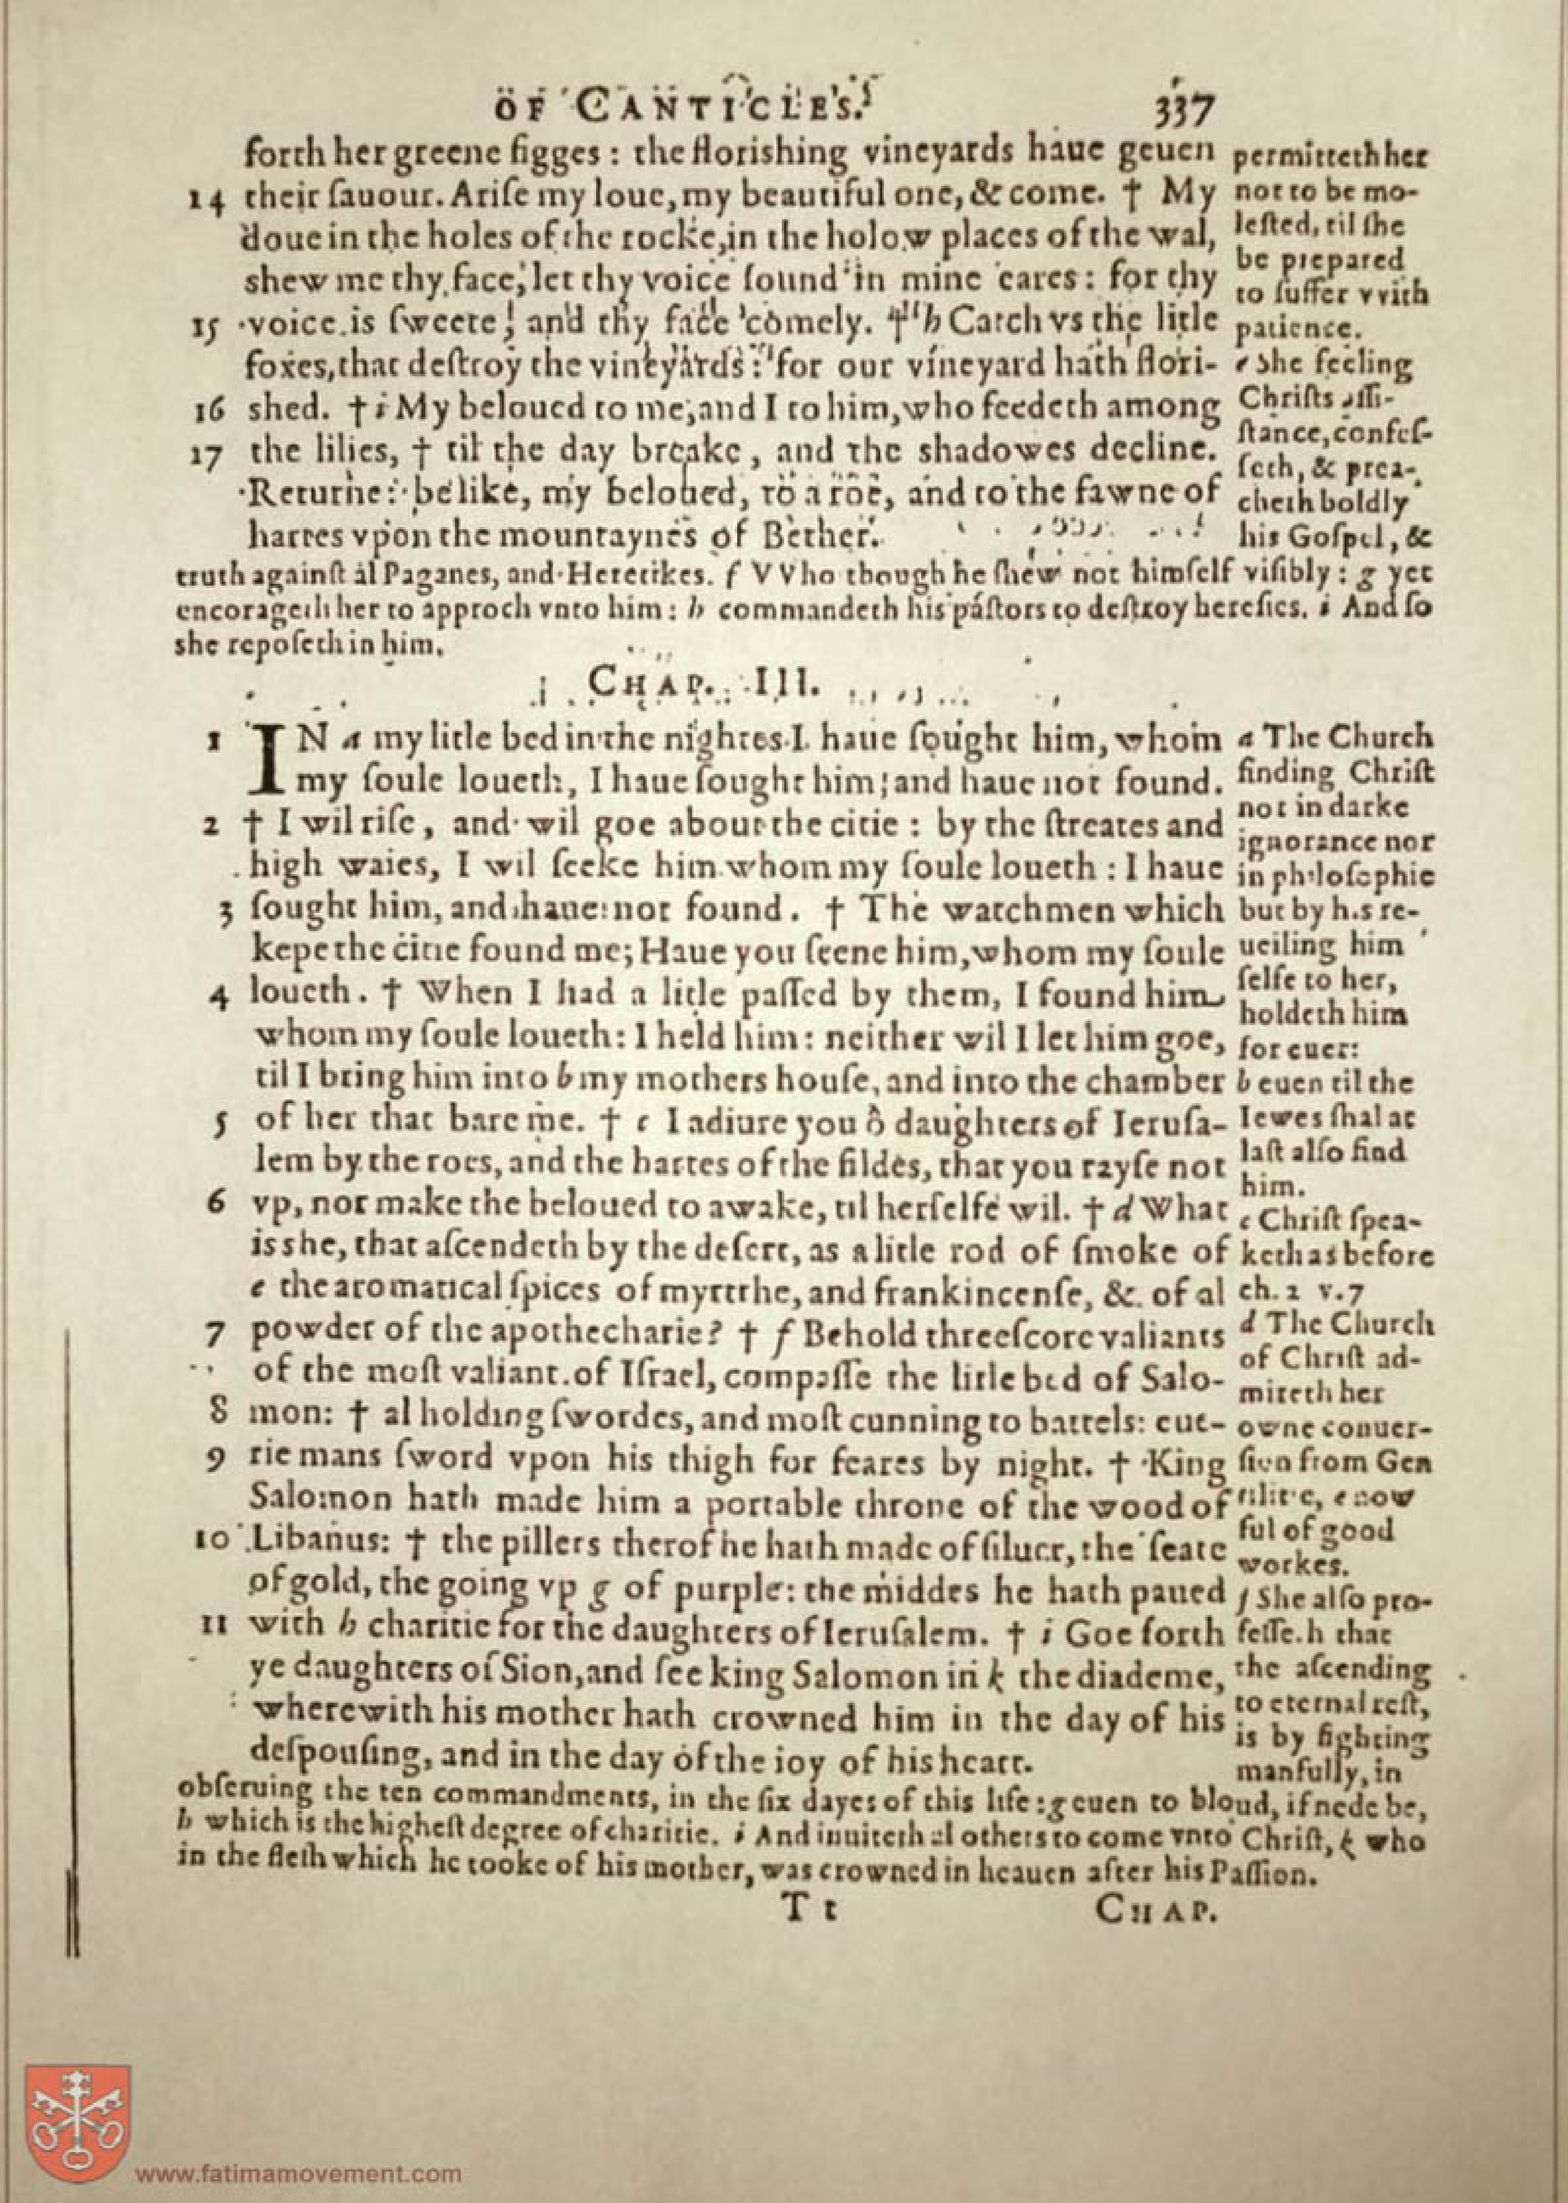 OF CANTICLES. 337
forth her greene figges : the florishing vineyards haue geuen
14 their ſauour. Ariſe my loue, my beautiful one, & come. † My
doue in the holes of the rocke, in the holow places of the wal,
shew me thy face, let thy voice ſound in mine eares : for thy
15 voice is ſweete, and thy face comely. † h Catch vs the litle
foxes, that deſtroy the vineyards : for our vineyard hath flori-
16 shed. † i My beloued to me, and I to him, who feedeth among
17 the lilies, † til the day breake, and the shadowes decline.
Returne : be like, my beloued, to a roe, and to the fawne of
hartes vpon the mountaynes of Bether.
permitteth her
not to be mo-
leſted, til ſhe
be prepared
to ſuffer vvith
patience.
e She feeling
Chriſts aſſi-
ſtance, confeſ-
ſeth, & prea-
cheth boldly
his Goſpel, &
truth againſt al Paganes, and Heretikes. f VVho though he ſhew not himſelf viſibly : g yet
encorageth her to approch vnto him : h commandeth his paſtors to deſtroy hereſies. i And ſo
she repoſeth in him.
CHAP. III.
1 IN a my litle bed in the nightes I haue ſought him, whom
my ſoule loueth, I haue ſought him; and haue not found.
2 † I wil riſe, and wil goe about the citie : by the ſtreates and
high waies, I wil ſeeke him whom my ſoule loueth : I haue
3 ſought him, and haue not found. † The watchmen which
kepe the citie found me; Haue you ſeene him, whom my ſoule
4 loueth. † When I had a litle paſſed by them, I found him
whom my ſoule loueth: I held him: neither wil I let him goe,
til I bring him into b my mothers houſe, and into the chamber
5 of her that bare me. † c I adiure you ô daughters of Ieruſa-
lem by the roes, and the hartes of the fildes, that you rayſe not
6 vp, nor make the beloued to awake, til herſelfe wil. † d What
is she, that aſcendeth by the deſert, as a litle rod of ſmoke of
e the aromatical ſpices of myrrhe, and frankincenſe, & of al
7 powder of the apothecharie? † f Behold threeſcore valiants
of the moſt valiant of Iſrael, compaſſe the litle bed of Salo-
8 mon: † al holding ſwordes, and moſt cunning to battels: eue-
9 rie mans ſword vpon his thigh for feares by night. † King
Salomon hath made him a portable throne of the wood of
10 Libanus: † the pillers therof he hath made of ſiluer, the ſeate
of gold, the going vp g of purple: the middes he hath paued
11 with h charitie for the daughters of Ieruſalem. † i Goe forth
ye daughters of Sion, and ſee king Salomon in k the diademe,
wherewith his mother hath crowned him in the day of his
deſpouſing, and in the day of the ioy of his heart.
a The Church
finding Chriſt
not in darke
ignorance nor
in philoſophie
but by his re-
ueiling him
ſelfe to her,
holdeth him
for euer:
b euen til the
Iewes ſhal at
laſt alſo find
him.
c Chriſt ſpea-
keth as before
ch. 2 v. 7
d The Church
of Chriſt ad-
mireth her
owne conuer-
ſion from Gen
tilitie, e now
ful of good
workes.
f She alſo pro-
feſſeth that
the aſcending
to eternal reſt,
is by fighting
manfully, in
obſeruing the ten commandments, in the ſix dayes of this life : g euen to bloud, if nede be,
h which is the higheſt degree of charitie. i And inuiteth al others to come vnto Chriſt, k who
in the fleſh which he tooke of his mother, was crowned in heauen after his Paſſion.
T t CHAP.
www.fatimamovement.com